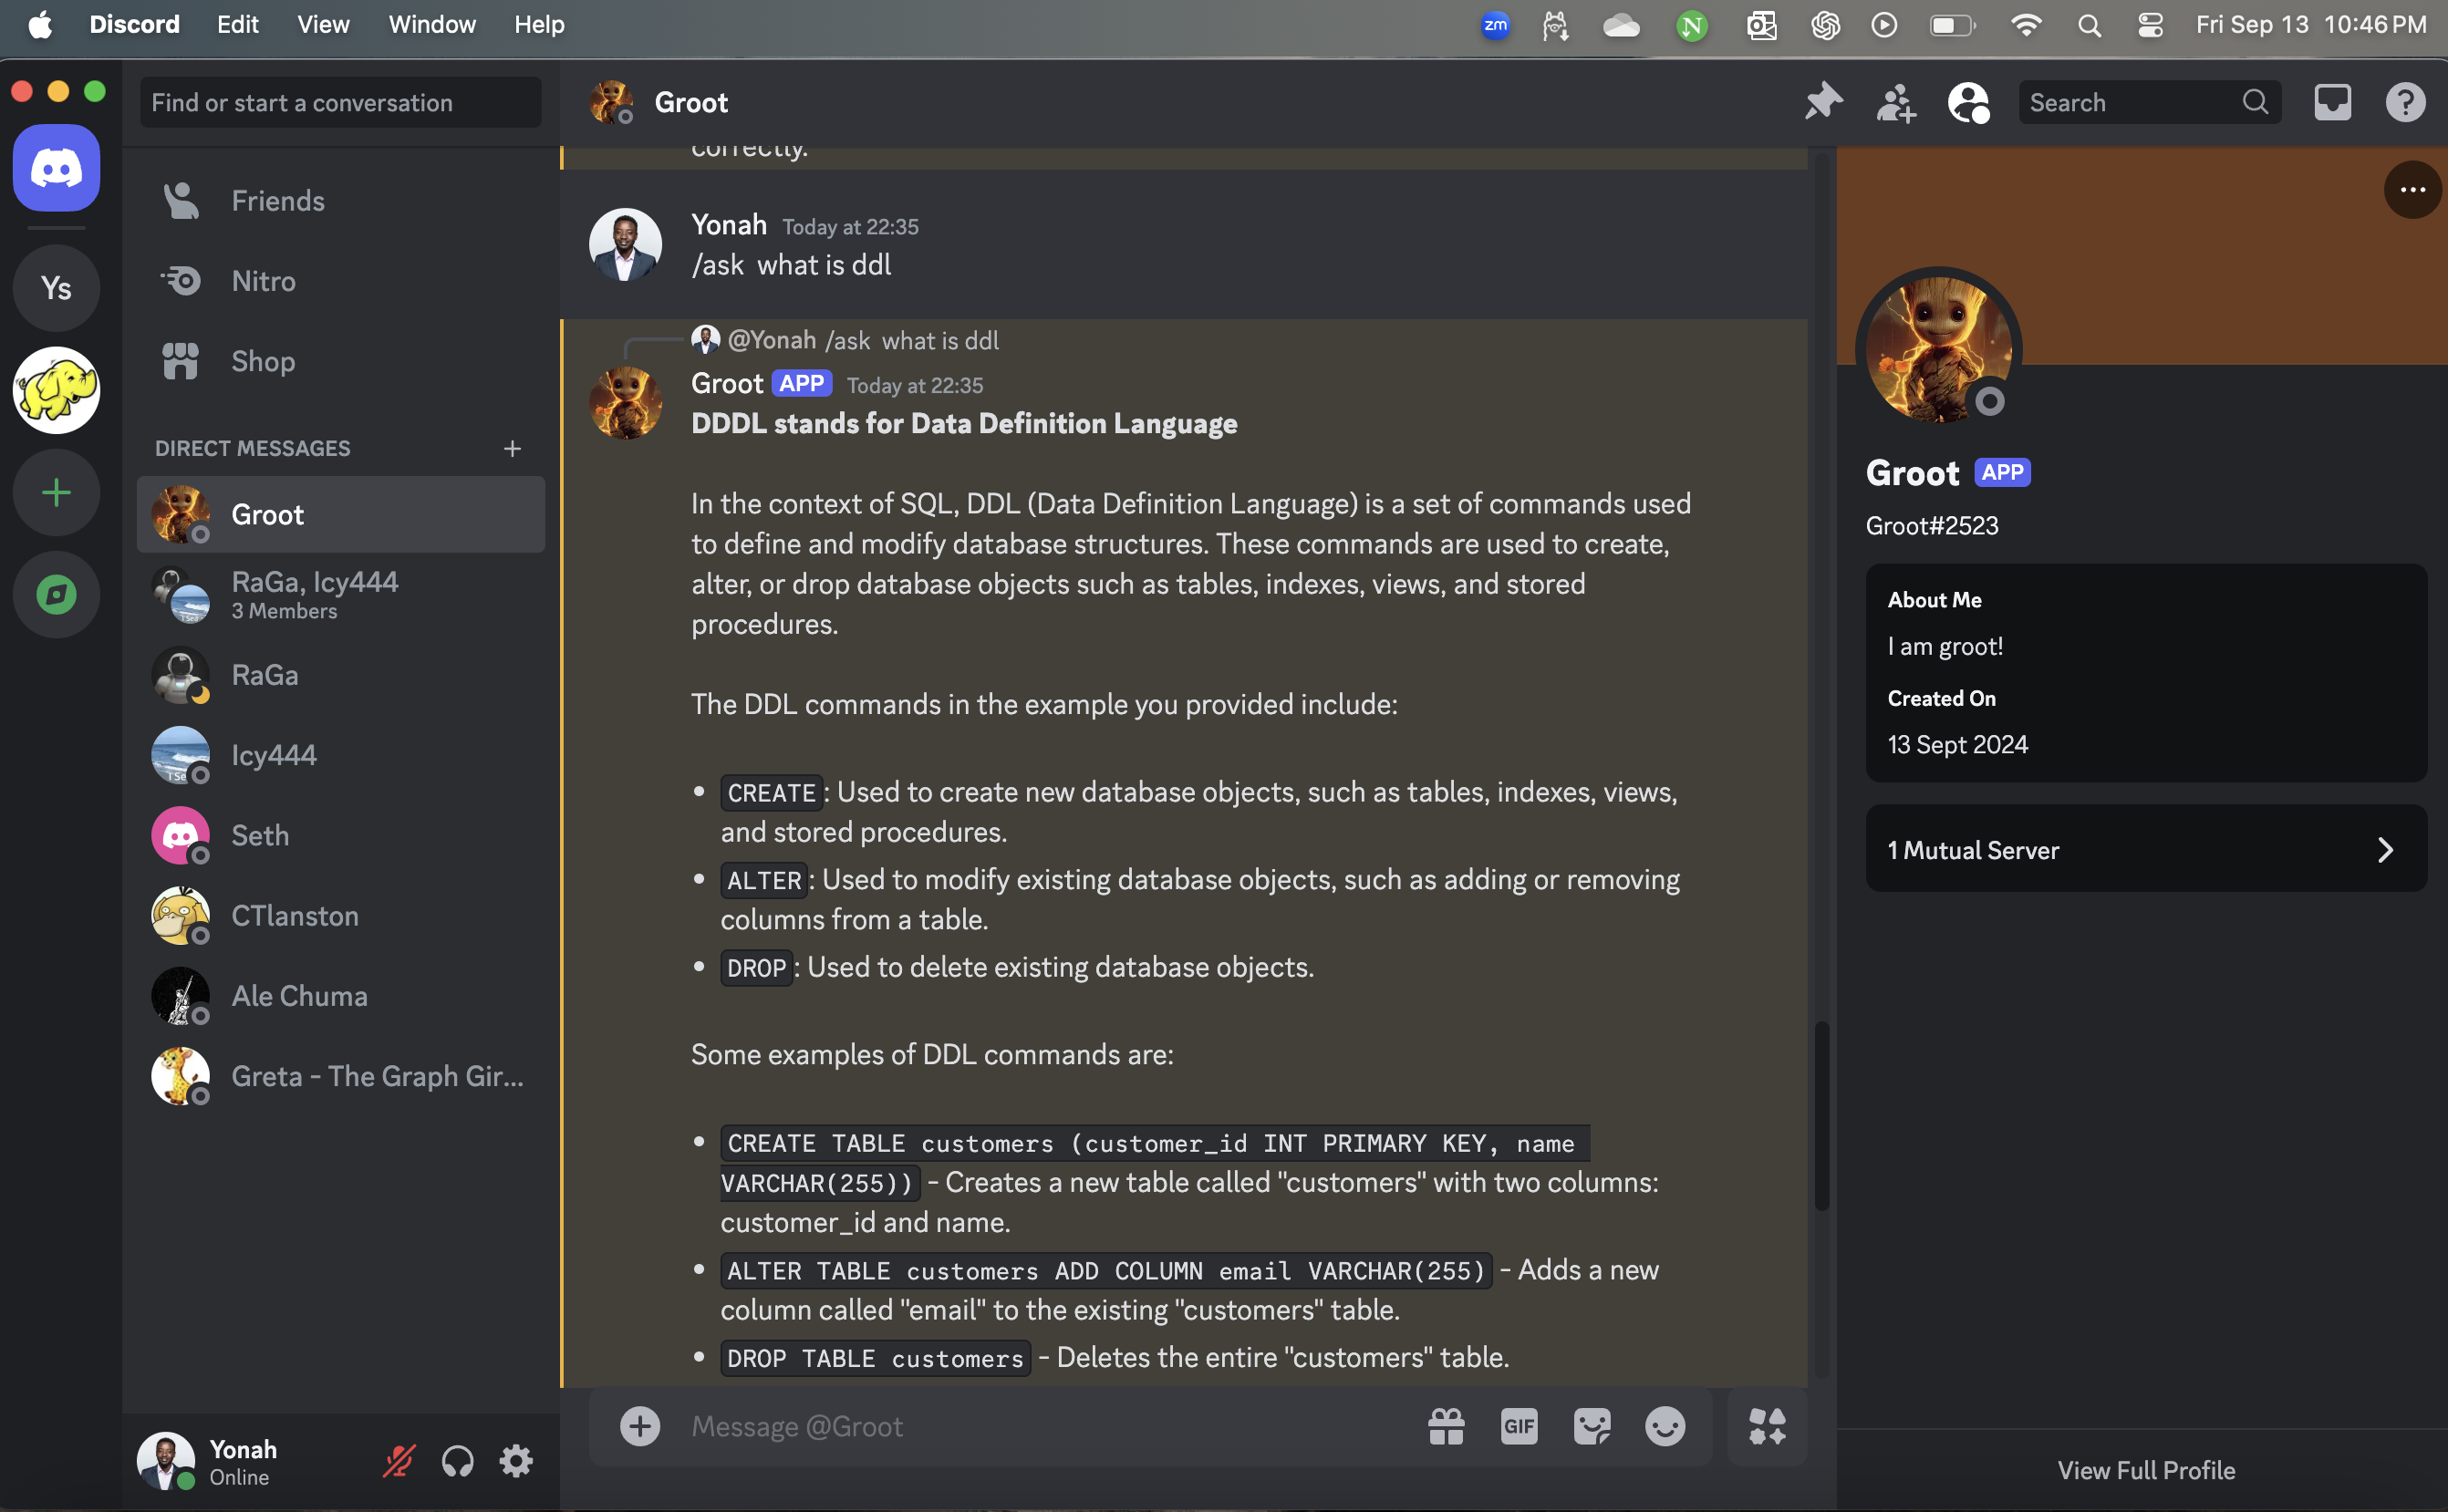 Discord Edit View Window Help
zm
N
Fri Sep 13 10:46 PM
Find or start a conversation
Groot
Search
Ys
Friends
Nitro
Shop
DIRECT MESSAGES
Groot
RaGa, Icy444
3 Members
RaGa
Icy444
Seth
CTlanston
Ale Chuma
Greta - The Graph Gir...
Yonah
Online
correctly.
Yonah Today at 22:35
/ask what is ddl
@Yonah /ask what is ddl
Groot APP Today at 22:35
DDDL stands for Data Definition Language
In the context of SQL, DDL (Data Definition Language) is a set of commands used
to define and modify database structures. These commands are used to create,
alter, or drop database objects such as tables, indexes, views, and stored
procedures.
The DDL commands in the example you provided include:
• CREATE: Used to create new database objects, such as tables, indexes, views,
and stored procedures.
• ALTER: Used to modify existing database objects, such as adding or removing
columns from a table.
• DROP: Used to delete existing database objects.
Some examples of DDL commands are:
• CREATE TABLE customers (customer_id INT PRIMARY KEY, name
VARCHAR(255)) - Creates a new table called "customers" with two columns:
customer_id and name.
• ALTER TABLE customers ADD COLUMN email VARCHAR(255) - Adds a new
column called "email" to the existing "customers" table.
• DROP TABLE customers - Deletes the entire "customers" table.
Message @Groot
GIF
Groot APP
Groot#2523
About Me
I am groot!
Created On
13 Sept 2024
1 Mutual Server
View Full Profile